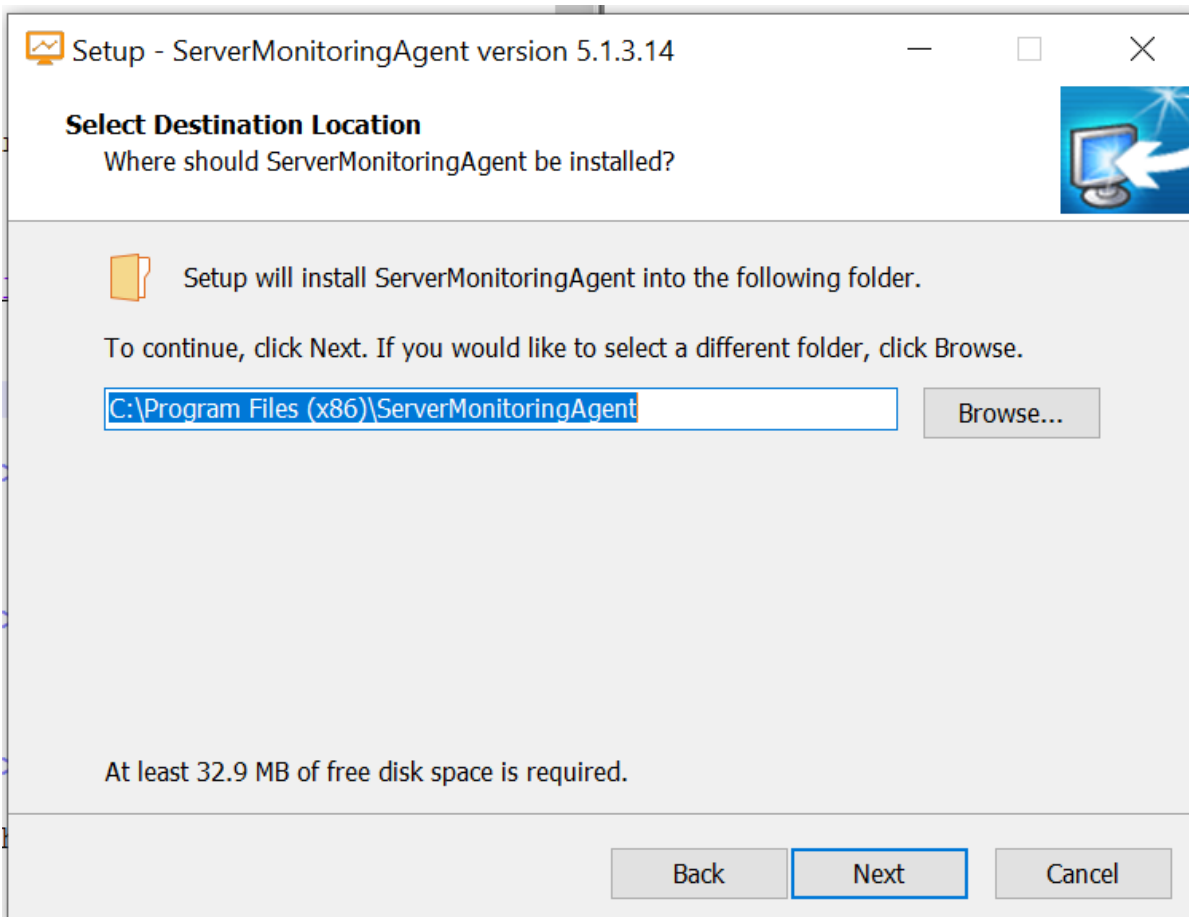 Setup - ServerMonitoringAgent version 5.1.3.14
Select Destination Location
Where should ServerMonitoringAgent be installed?
Setup will install ServerMonitoringAgent into the following folder.
To continue, click Next. If you would like to select a different folder, click Browse.
C:\Program Files (x86)\ServerMonitoringAgent
Browse...
At least 32.9 MB of free disk space is required.
Back
Next
Cancel